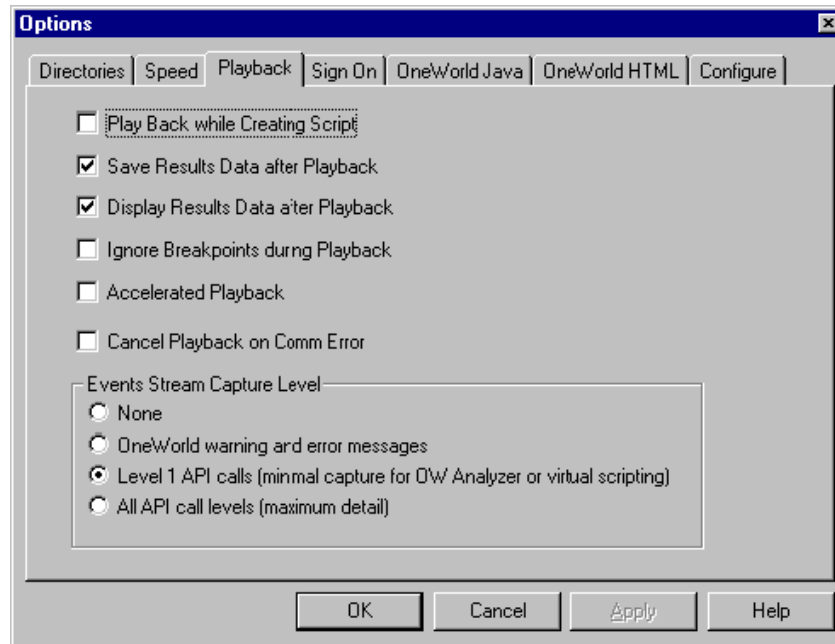 Options
Directories
Speed
Playback
Sign On
OneWorld Java
OneWorld HTML
Configure
Play Back while Creating Script
Save Results Data after Playback
Display Results Data after Playback
Ignore Breakpoints during Playback
Accelerated Playback
Cancel Playback on Comm Error
Events Stream Capture Level
None
OneWorld warning and error messages
Level 1 API calls (minmal capture for OW Analyzer or virtual scripting)
All API call levels (maximum detail)
OK
Cancel
Apply
Help